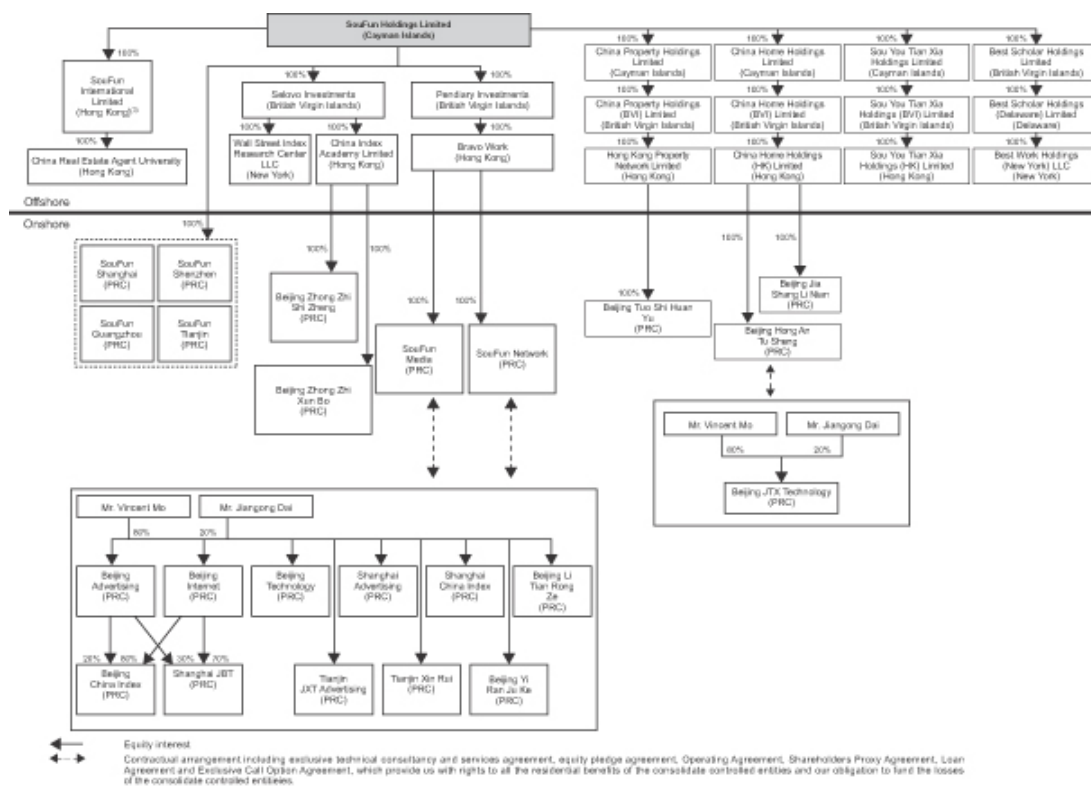 SouFun Holdings Limited
(Cayman Islands)
100%
100%
100%
100%
100%
SouFun
International
Limited
(Hong Kong)
China Property Holdings
Limited
(Cayman Islands)
China Home Holdings
Limited
(Cayman Islands)
Sou You Tian Xia
Holdings Limited
(Cayman Islands)
Best Scholar Holdings
Limited
(British Virgin Islands)
100%
100%
Selovo Investments
(British Virgin Islands)
Pendiary Investments
(British Virgin Islands)
100%
100%
100%
100%
China Property Holdings
(BVI) Limited
(British Virgin Islands)
China Home Holdings
(BVI) Limited
(British Virgin Islands)
Sou You Tian Xia
Holdings (BVI) Limited
(British Virgin Islands)
Best Scholar Holdings
(Delaware) Limited
(Delaware)
100%
100%
100%
100%
100%
100%
100%
100%
China Real Estate Agent University
(Hong Kong)
Wall Street Index
Research Center
LLC
(New York)
China Index
Academy Limited
(Hong Kong)
Bravo Work
(Hong Kong)
Hong Kong Property
Network Limited
(Hong Kong)
China Home Holdings
(HK) Limited
(Hong Kong)
Sou You Tian Xia
Holdings (HK) Limited
(Hong Kong)
Best Work Holdings
(New York) LLC
(New York)
Offshore
Onshore
100%
100%
100%
100%
100%
SouFun
Shanghai
(PRC)
SouFun
Shenzhen
(PRC)
SouFun
Guangzhou
(PRC)
SouFun
Tianjin
(PRC)
Beijing Zhong Zhi
Shi Zheng
(PRC)
Beijing Zhong Zhi
Xun Bo
(PRC)
100%
100%
SouFun
Media
(PRC)
SouFun Network
(PRC)
100%
Beijing Tuo Shi Huan
Yu
(PRC)
Beijing Jia
Shang Li Nian
(PRC)
Beijing Hong An
Tu Sheng
(PRC)
Mr. Vincent Mo
Mr. Jiangong Dai
80%
20%
Beijing JTX Technology
(PRC)
Mr. Vincent Mo
Mr. Jiangong Dai
80%
20%
Beijing
Advertising
(PRC)
Beijing
Internet
(PRC)
Beijing
Technology
(PRC)
Shanghai
Advertising
(PRC)
Shanghai
China Index
(PRC)
Beijing Li
Tian Rong
Ze
(PRC)
20%
80%
30%
70%
Beijing
China Index
(PRC)
Shanghai JBT
(PRC)
Tianjin
JXT Advertising
(PRC)
Tianjin Xin Rui
(PRC)
Beijing Yi
Ran Ju Ke
(PRC)
Equity interest
Contractual arrangement including exclusive technical consultancy and services agreement, equity pledge agreement, Operating Agreement, Shareholders Proxy Agreement, Loan
Agreement and Exclusive Call Option Agreement, which provide us with rights to all the residential benefits of the consolidate controlled entities and our obligation to fund the losses
of the consolidate controlled entitieies.